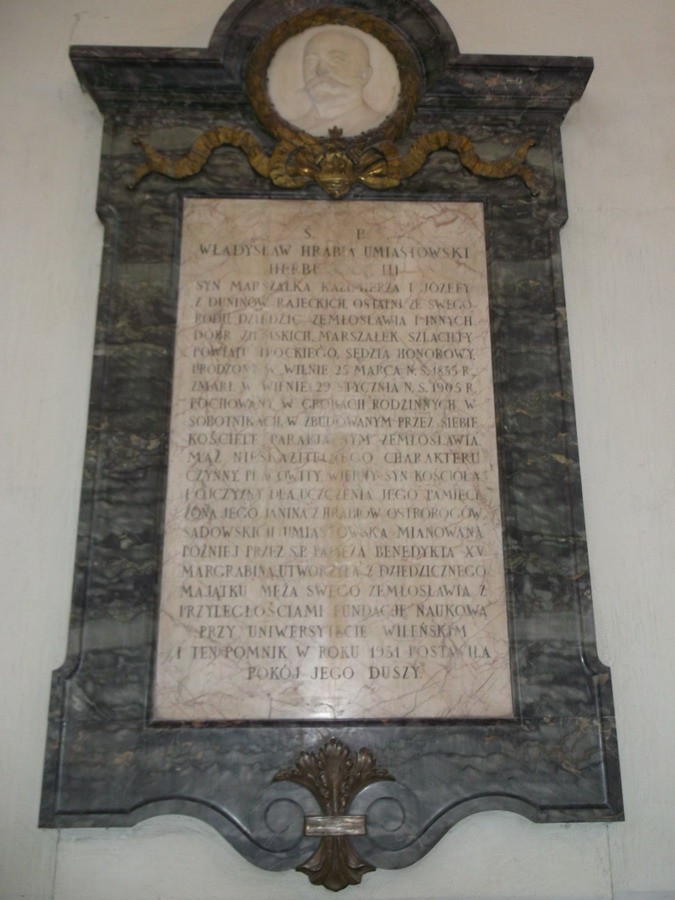 Ś. P.
WŁADYSŁAW HRABIA UMIASTOWSKI
HERBU III
SYN MARSZAŁKA KAZIMIERZA I JÓZEFY
Z DUNINÓW RAJECKICH, OSTATNI ZE SWEGO
RODU DZIEDZIC ZEMŁOSŁAWIA I INNYCH
DÓBR ZIEMSKICH, MARSZAŁEK SZLACHTY
POWIATU TROCKIEGO, SĘDZIA HONOROWY,
URODZONY W WILNIE 25 MARCA N.S. 1835 R.,
ZMARŁ W WILNIE 29 STYCZNIA N.S. 1905 R.
POCHOWANY W GROBACH RODZINNYCH W
SOBOTNIKACH, W ZBUDOWANYM PRZEZ SIEBIE
KOŚCIELE PARAFJALNYM ZEMŁOSŁAWIA.
MĄŻ NIESKAZITELNEGO CHARAKTERU
CZYNNY, PRACOWITY, WIERNY SYN KOŚCIOŁA
I OJCZYZNY. DLA UCZCZENIA JEGO PAMIĘCI
ŻONA JEGO JANINA Z HRABIÓW OSTROROGÓW
SADOWSKICH UMIASTOWSKA MIANOWANA
PÓŹNIEJ PRZEZ Ś.P. PAPIEŻA BENEDYKTA XV
MARGRABINĄ, UTWORZYŁA Z DZIEDZICZNEGO
MAJĄTKU MĘŻA SWEGO ZEMŁOSŁAWIA Z
PRZYLEGŁOŚCIAMI FUNDACJĘ NAUKOWĄ
PRZY UNIWERSYTECIE WILEŃSKIM
I TEN POMNIK W ROKU 1931 POSTAWIŁA
POKÓJ JEGO DUSZY.